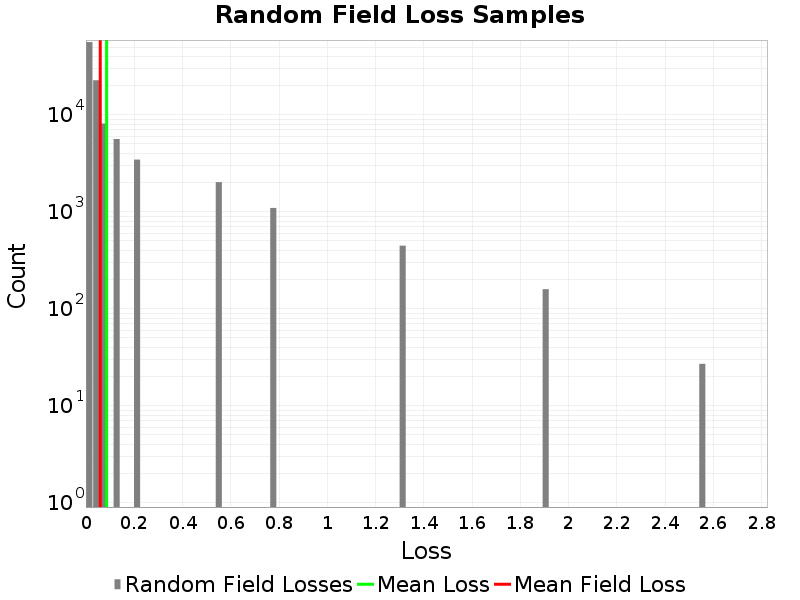 Random Field Loss Samples
Count
10^4
10^3
10^2
10^1
10^0
0 0.2 0.4 0.6 0.8 1 1.2 1.4 1.6 1.8 2 2.2 2.4 2.6 2.8
Loss
Random Field Losses Mean Loss Mean Field Loss